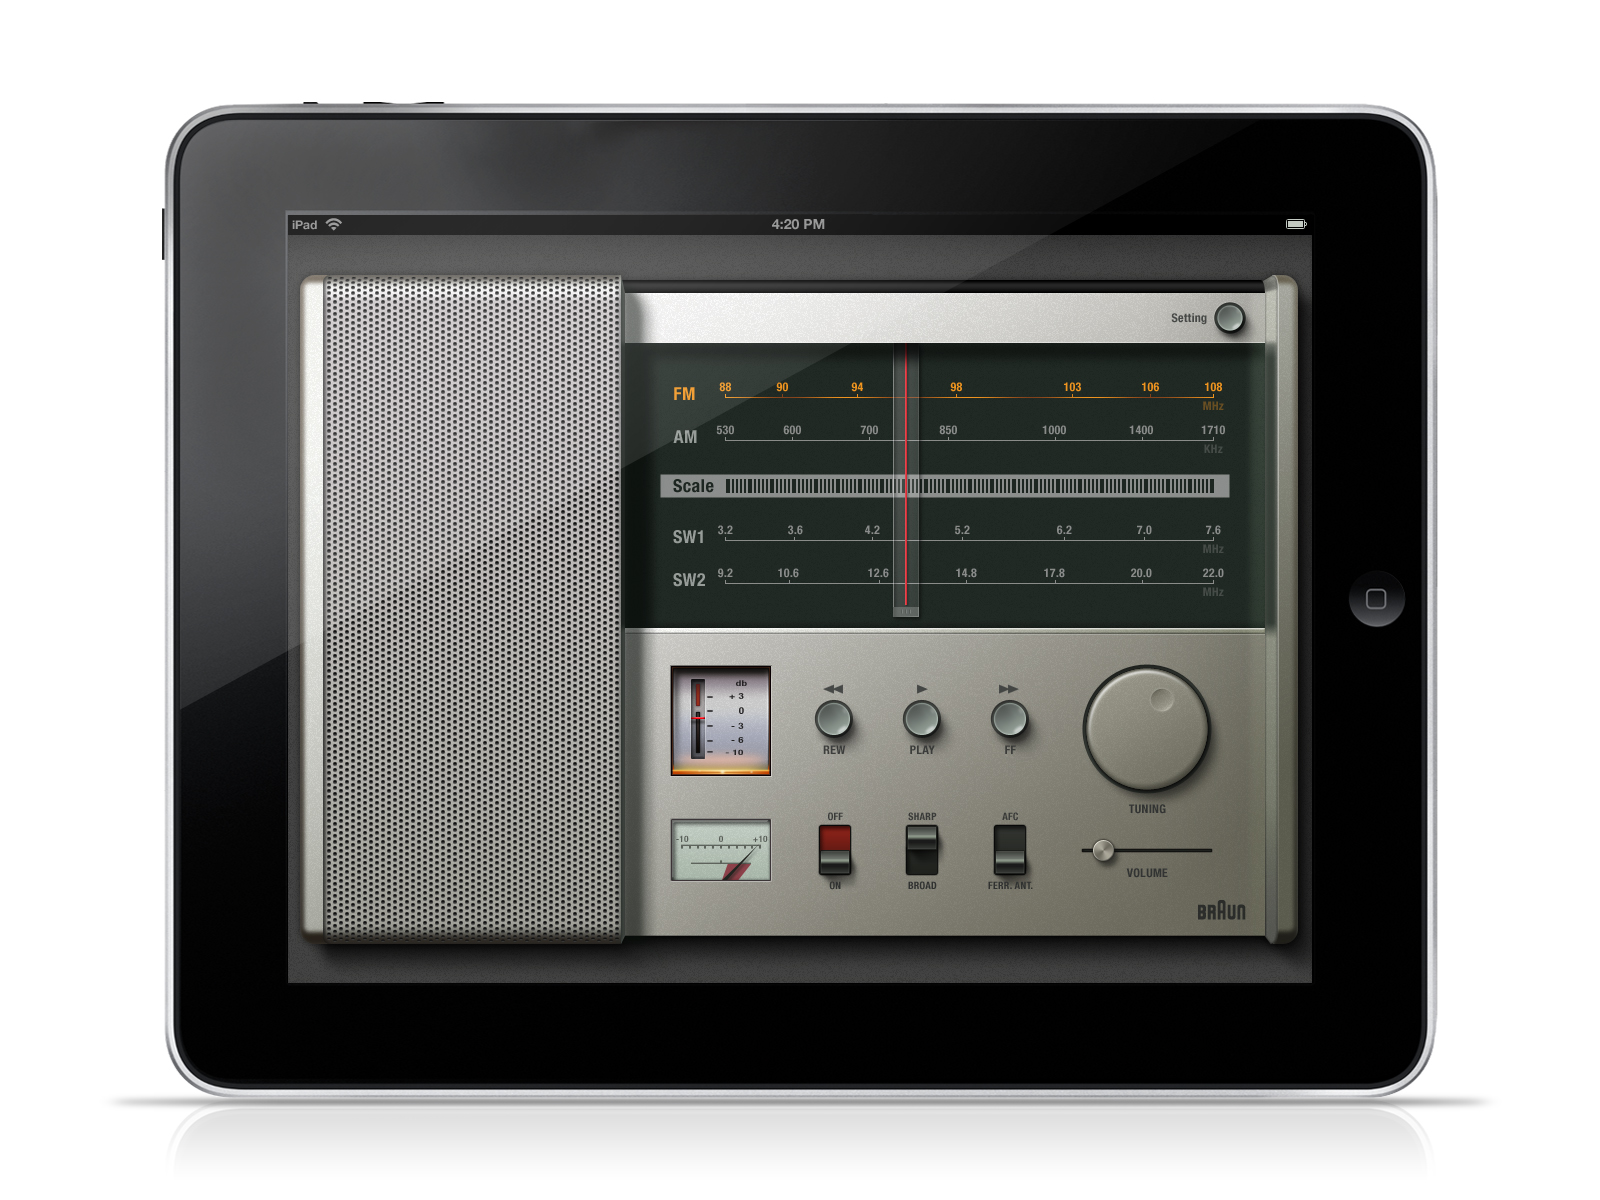 iPad 4:20 PM
Setting
FM 88 90 94 98 103 106 108
MHz
AM 530 600 700 850 1000 1400 1710
KHz
Scale
SW1 3.2 3.6 4.2 5.2 6.2 7.0 7.6
MHz
SW2 9.2 10.6 12.6 14.8 17.8 20.0 22.0
MHz
db
+ 3
0
- 3
- 6
- 10
REW PLAY FF
TUNING
OFF SHARP AFC
-10 0 +10
ON BROAD FERR. ANT.
VOLUME
BRAUN